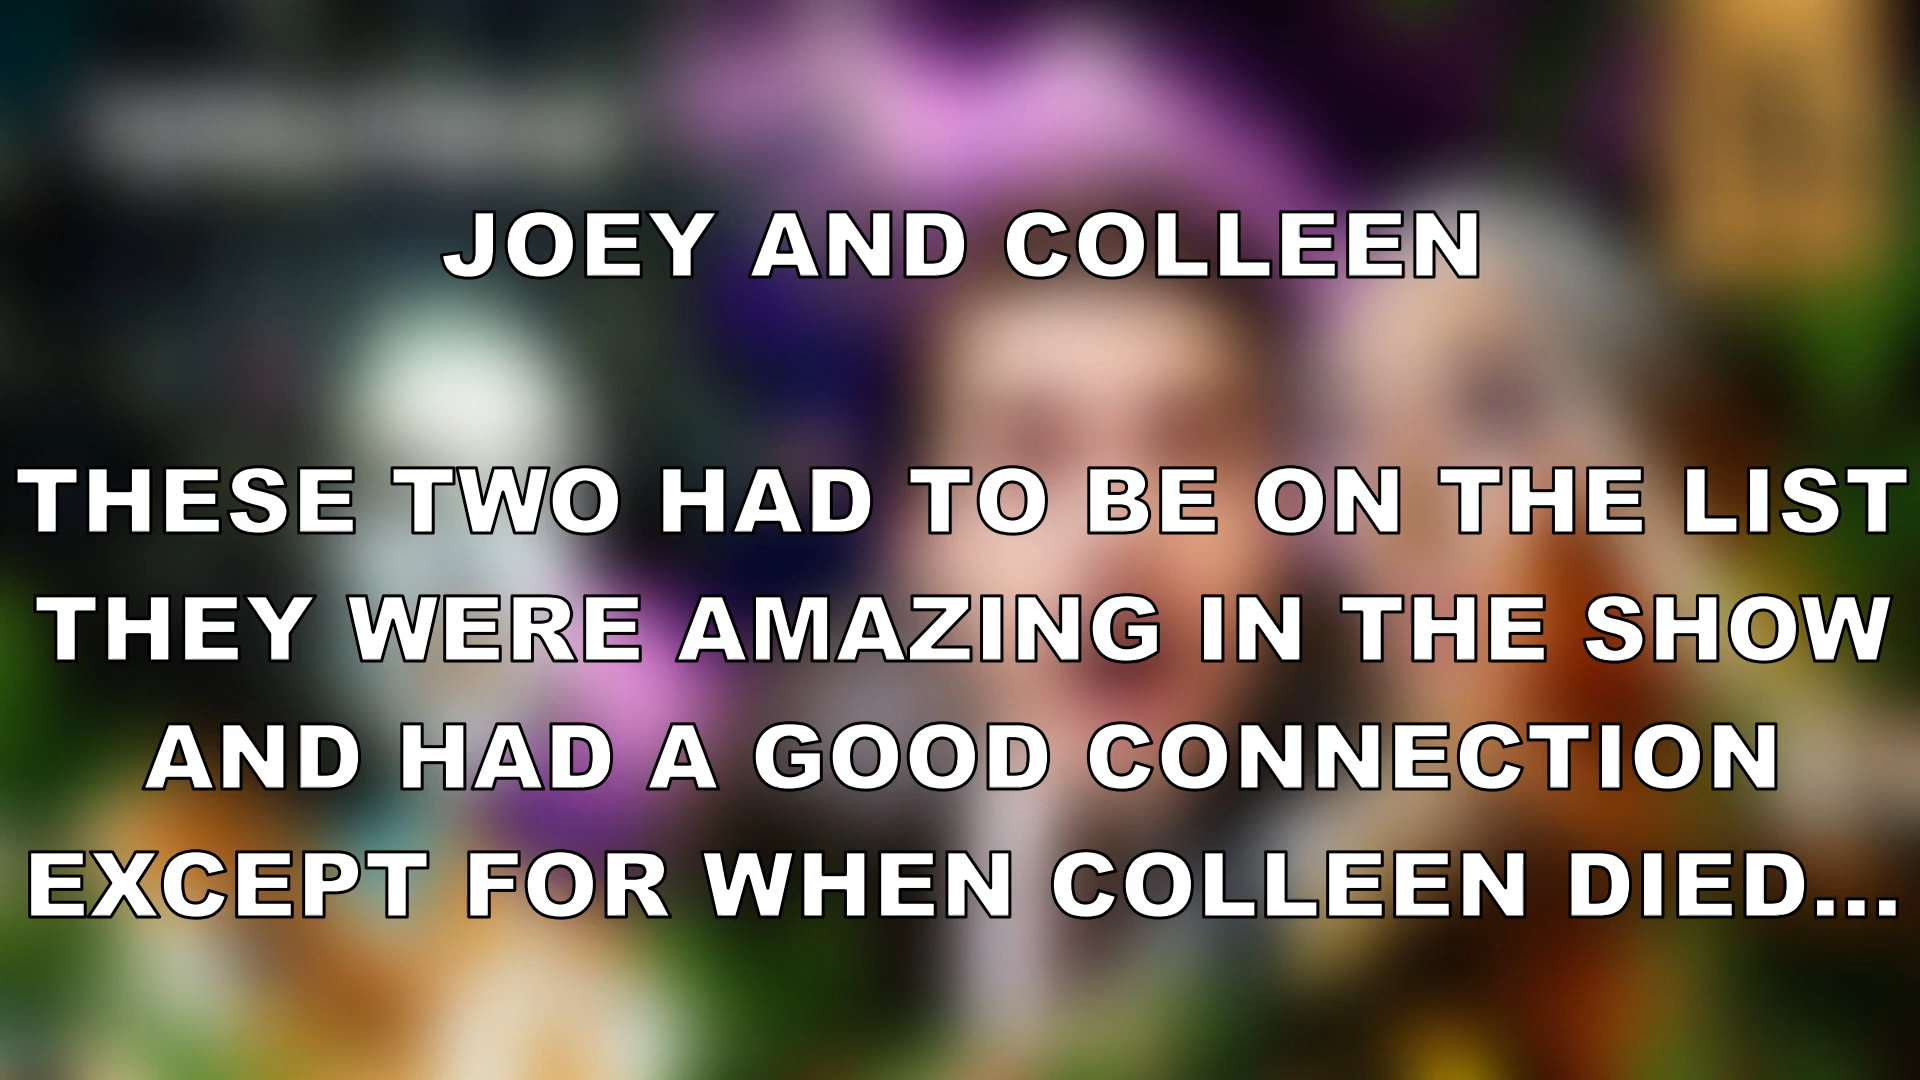 JOEY AND COLLEEN
THESE TWO HAD TO BE ON THE LIST
THEY WERE AMAZING IN THE SHOW
AND HAD A GOOD CONNECTION
EXCEPT FOR WHEN COLLEEN DIED...